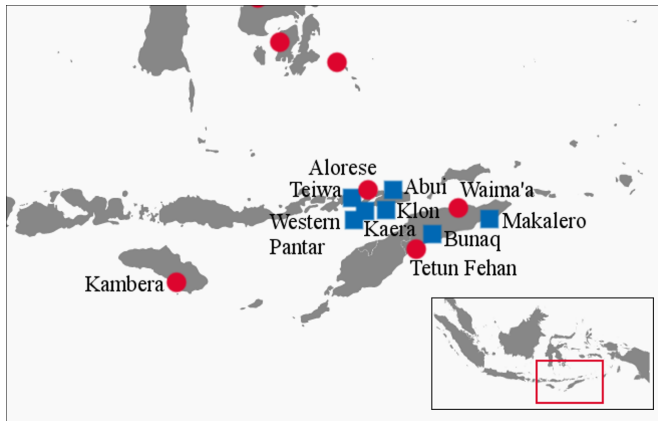 Alorese
Teiwa
Abui
Waima'a
Western
Pantar
Kaera
Klon
Makalero
Bunaq
Tetun Fehan
Kambera